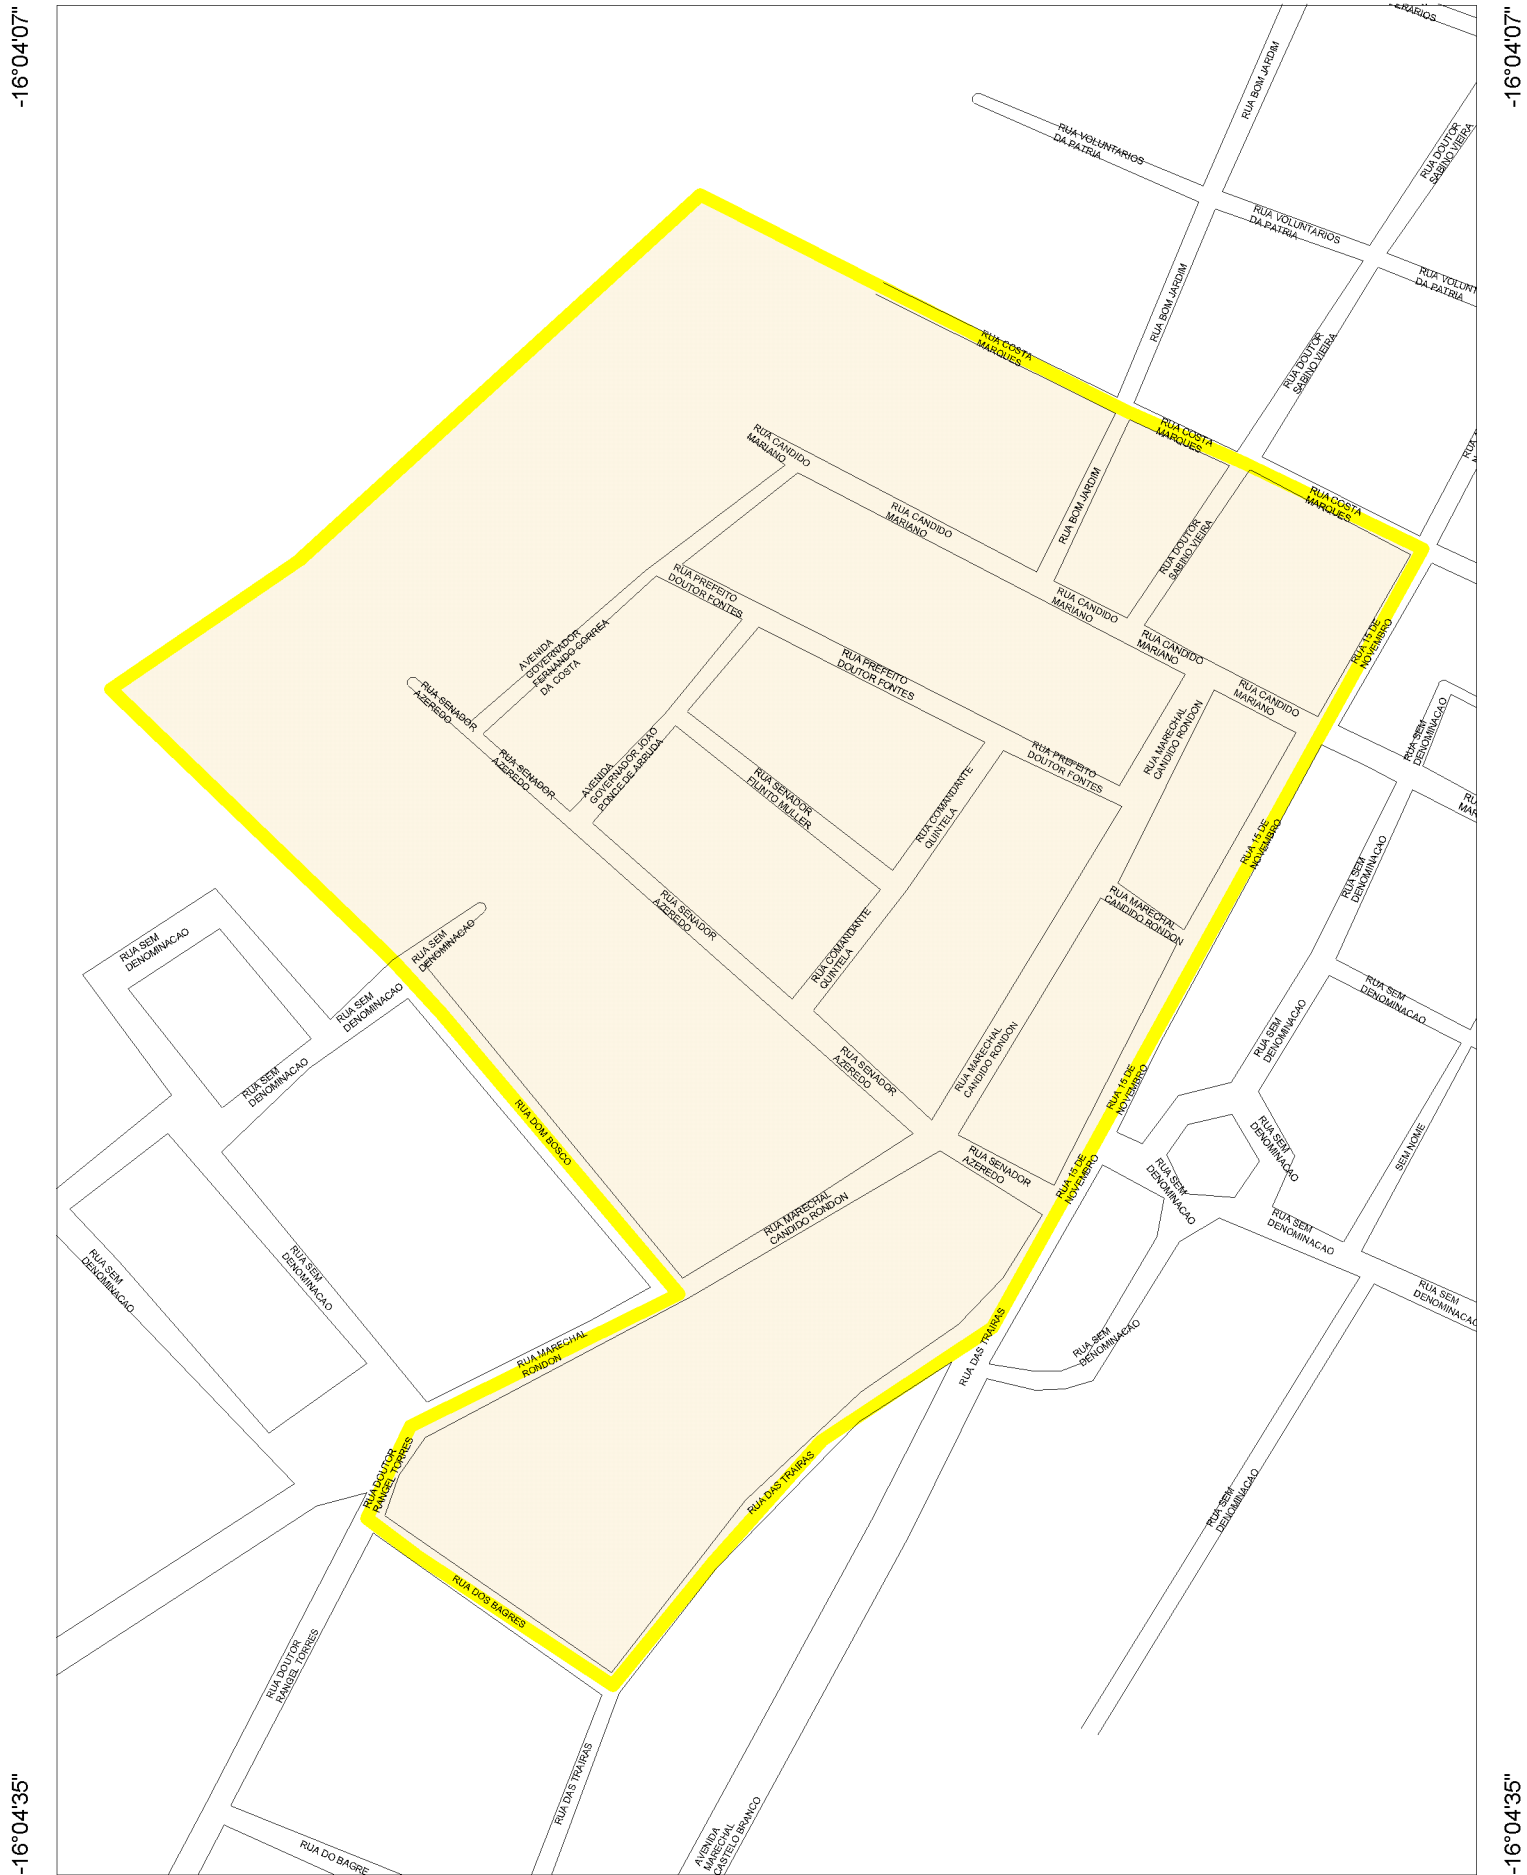 -16°04'07"
-16°04'07"
RUA BOM JARDIM
RUA VOLUNTARIOS
DA PATRIA
RUA DOUTOR
SABINO VIEIRA
RUA VOLUNTARIOS
DA PATRIA
RUA BOM JARDIM
DA PATRIA
RUA COSTA
MARQUES
RUA DOUTOR
SABINO VIEIRA
RUA COSTA
MARQUES
RUA CANDIDO
MARIANO
RUA COSTA
MARQUES
RUA BOM JARDIM
RUA CANDIDO
MARIANO
RUA DOUTOR
SABINO VIEIRA
RUA PREFEITO
DOUTOR FONTES
RUA CANDIDO
MARIANO
RUA CANDIDO
MARIANO
RUA 15 DE
NOVEMBRO
AVENIDA
GOVERNADOR
FERNANDO CORREA
DA COSTA
RUA PREFEITO
DOUTOR FONTES
RUA CANDIDO
MARIANO
RUA SENADOR
AZEREDO
RUA MARECHAL
CANDIDO RONDON
RUA SEM
DENOMINACAO
RUA SENADOR
AZEREDO
AVENIDA
GOVERNADOR JOAO
PONCE DE ARRUDA
RUA SENADOR
FILINTO MULLER
RUA PREFEITO
DOUTOR FONTES
RUA COMANDANTE
QUINTELA
RUA 15 DE
NOVEMBRO
RUA SEM
DENOMINACAO
RUA SENADOR
AZEREDO
RUA MARECHAL
CANDIDO RONDON
RUA SEM
DENOMINACAO
RUA SEM
DENOMINACAO
RUA COMANDANTE
QUINTELA
RUA SEM
DENOMINACAO
RUA SEM
DENOMINACAO
RUA SEM
DENOMINACAO
RUA SEM
DENOMINACAO
RUA SENADOR
AZEREDO
RUA MARECHAL
CANDIDO RONDON
RUA 15 DE
NOVEMBRO
RUA DOM BOSCO
RUA SEM
DENOMINACAO
SEM NOME
RUA SENADOR
AZEREDO
RUA 15 DE
NOVEMBRO
RUA SEM
DENOMINACAO
RUA MARECHAL
CANDIDO RONDON
RUA SEM
DENOMINACAO
RUA SEM
DENOMINACAO
RUA SEM
DENOMINACAO
RUA SEM
DENOMINACAO
RUA MARECHAL
RONDON
RUA DAS TRAIRAS
RUA SEM
DENOMINACAO
RUA DOUTOR
RANGEL TORRES
RUA DAS TRAIRAS
RUA SEM
DENOMINACAO
RUA DOS BAGRES
RUA DOUTOR
RANGEL TORRES
RUA DAS TRAIRAS
RUA DO BAGRE
AVENIDA
MARECHAL
CASTELO BRANCO
-16°04'35"
-16°04'35"